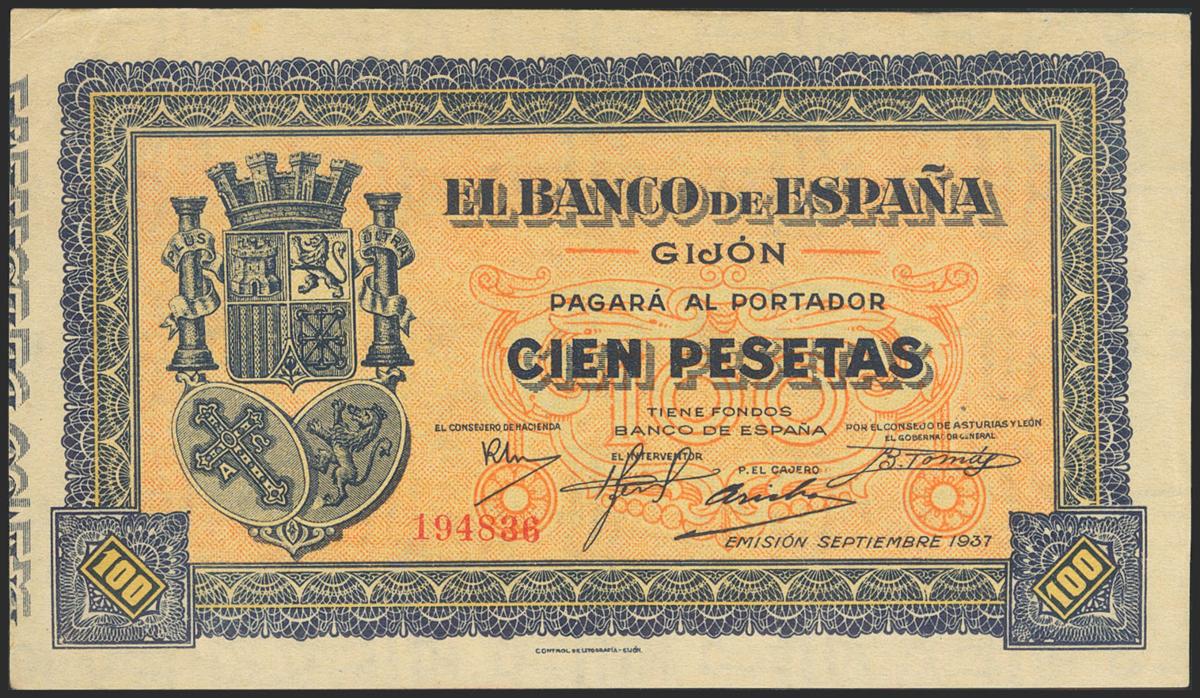 EL BANCO DE ESPAÑA
GIJÓN
PAGARÁ AL PORTADOR
CIEN PESETAS
100
TIENE FONDOS
BANCO DE ESPAÑA
EL CONSEJERO DE HACIENDA
EL INTERVENTOR
P. EL CAJERO
POR EL CONSEJO DE ASTURIAS Y LEÓN
EL GOBERNADOR GENERAL
B. Tomás
194836
EMISIÓN SEPTIEMBRE 1937
PLUS
ULTRA
A
100
100
CONTROL DE LITOGRAFÍA - GIJÓN.